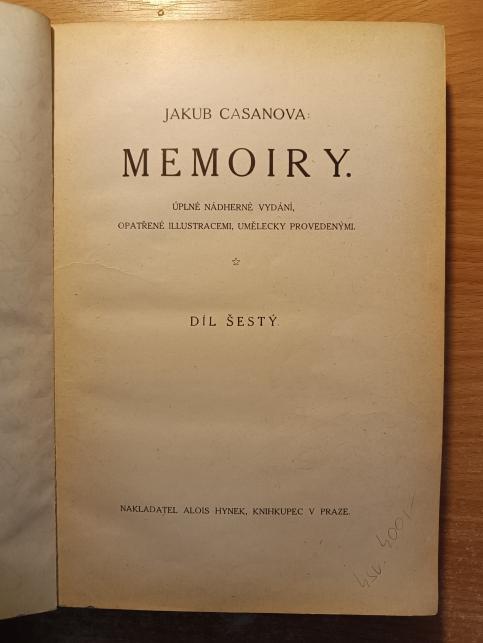 JAKUB CASANOVA:
MEMOIRY.
ÚPLNÉ NÁDHERNÉ VYDÁNÍ,
OPATŘENÉ ILLUSTRACEMI, UMĚLECKY PROVEDENÝMI.
DÍL ŠESTÝ.
NAKLADATEL ALOIS HYNEK, KNIHKUPEC V PRAZE.